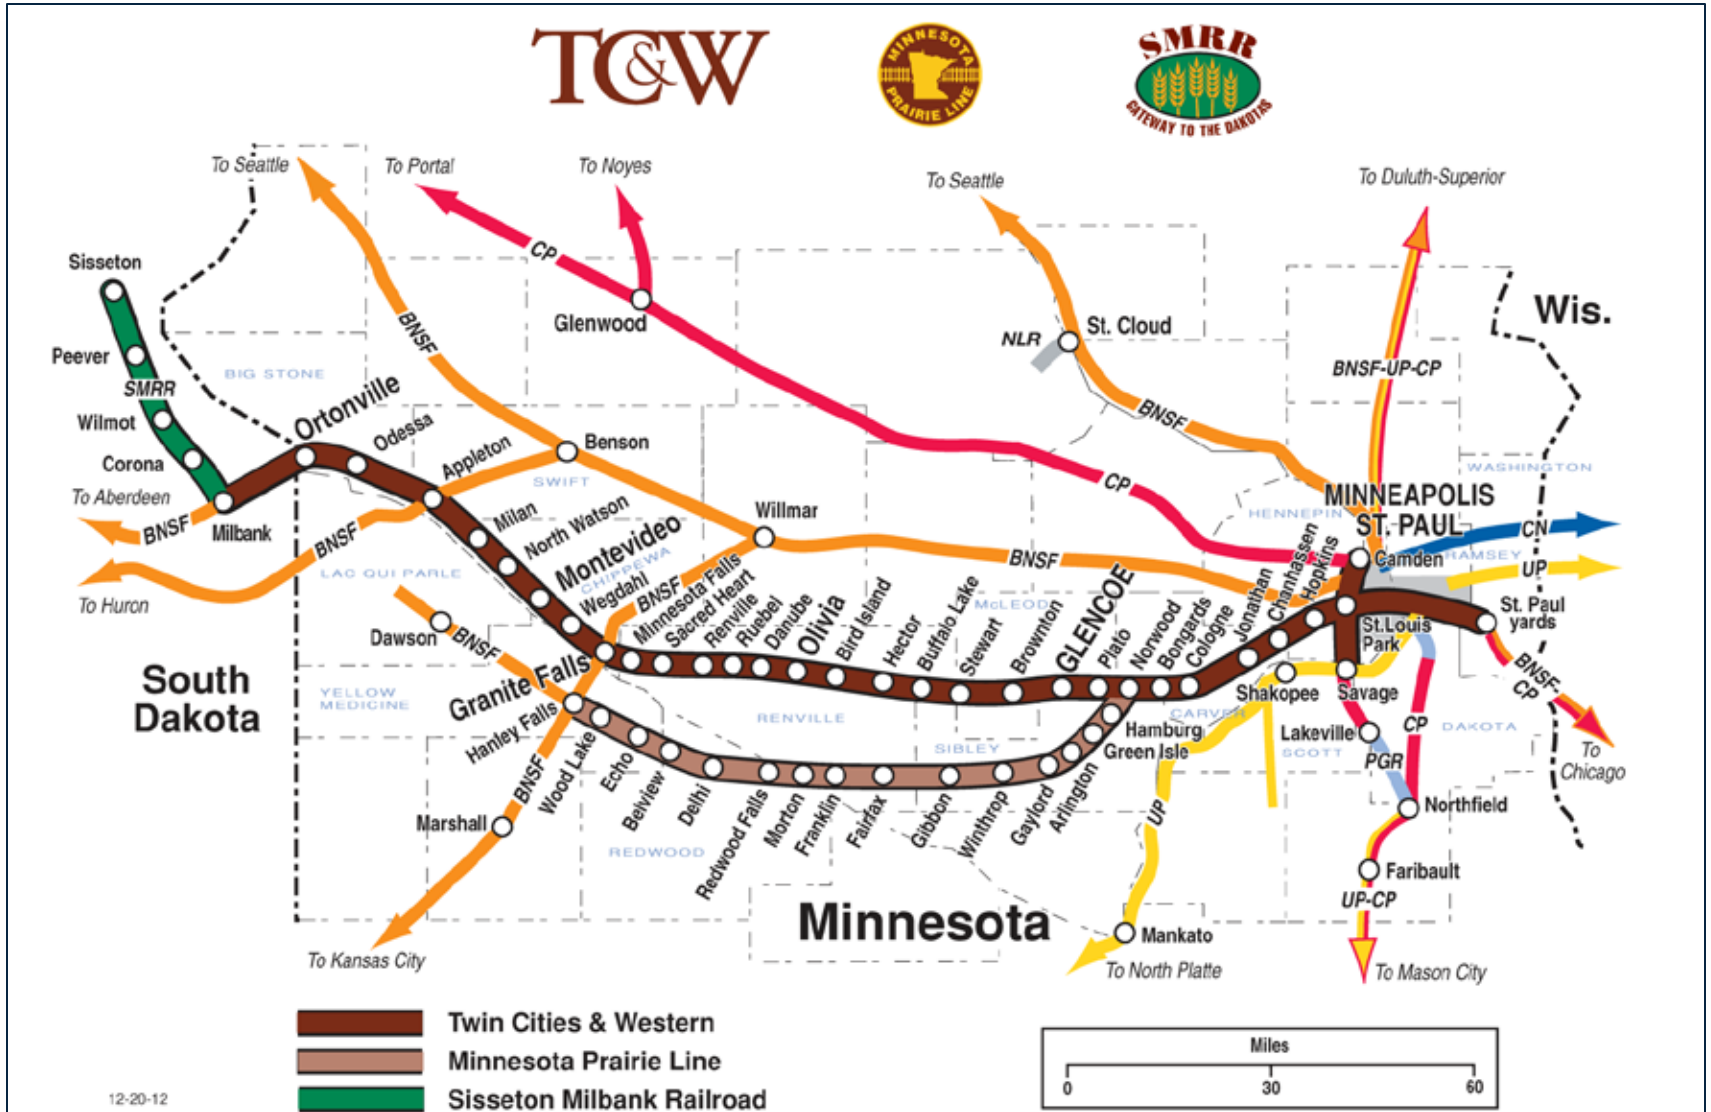 TC&W
MINNESOTA
PRAIRIE LINE
SMRR
GATEWAY TO THE DAKOTAS
To Seattle
To Portal
To Noyes
To Seattle
To Duluth-Superior
Sisseton
Peever
SMRR
Wilmot
Corona
To Aberdeen
BNSF
Milbank
To Huron
BNSF
BIG STONE
Ortonville
Odessa
Appleton
BNSF
CP
Glenwood
Benson
SWIFT
Willmar
NLR
St. Cloud
BNSF
CP
BNSF-UP-CP
Wis.
WASHINGTON
HENNEPIN
MINNEAPOLIS
ST. PAUL
Camden
CN
RAMSEY
UP
St. Paul
yards
LAC QUI PARLE
Milan
North Watson
Montevideo
CHIPPEWA
Wegdahl
BNSF
Minnesota Falls
Sacred Heart
Renville
Ruebel
Danube
Olivia
Bird Island
Hector
Buffalo Lake
Stewart
Brownton
GLENCOE
Plato
Norwood
Bongards
Cologne
Jonathan
Chanhassen
Hopkins
BNSF
McLEOD
St.Louis
Park
Dawson
BNSF
Granite Falls
Hanley Falls
South
Dakota
YELLOW
MEDICINE
RENVILLE
SIBLEY
CARVER
Shakopee
Savage
Hamburg
Green Isle
Lakeville
SCOTT
CP
DAKOTA
PGR
BNSF
CP
To
Chicago
Northfield
Faribault
UP-CP
To Mason City
Marshall
BNSF
Wood Lake
Echo
Belview
Delhi
Redwood Falls
Morton
Franklin
Fairfax
Gibbon
Winthrop
Gaylord
Arlington
REDWOOD
UP
Mankato
To North Platte
Minnesota
To Kansas City
Twin Cities & Western
Minnesota Prairie Line
Sisseton Milbank Railroad
12-20-12
Miles
0 30 60